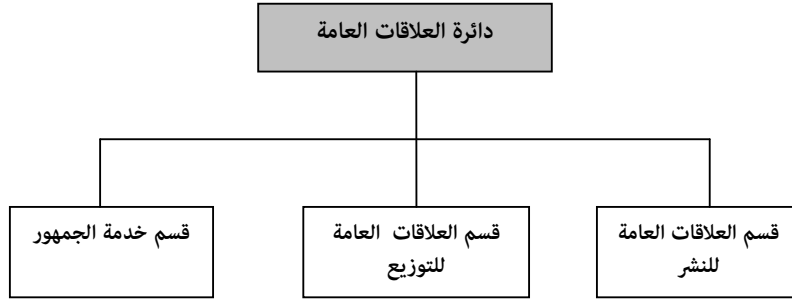 دائرة العلاقات العامة
قسم العلاقات العامة
للنشر
قسم العلاقات العامة
للتوزيع
قسم خدمة الجمهور